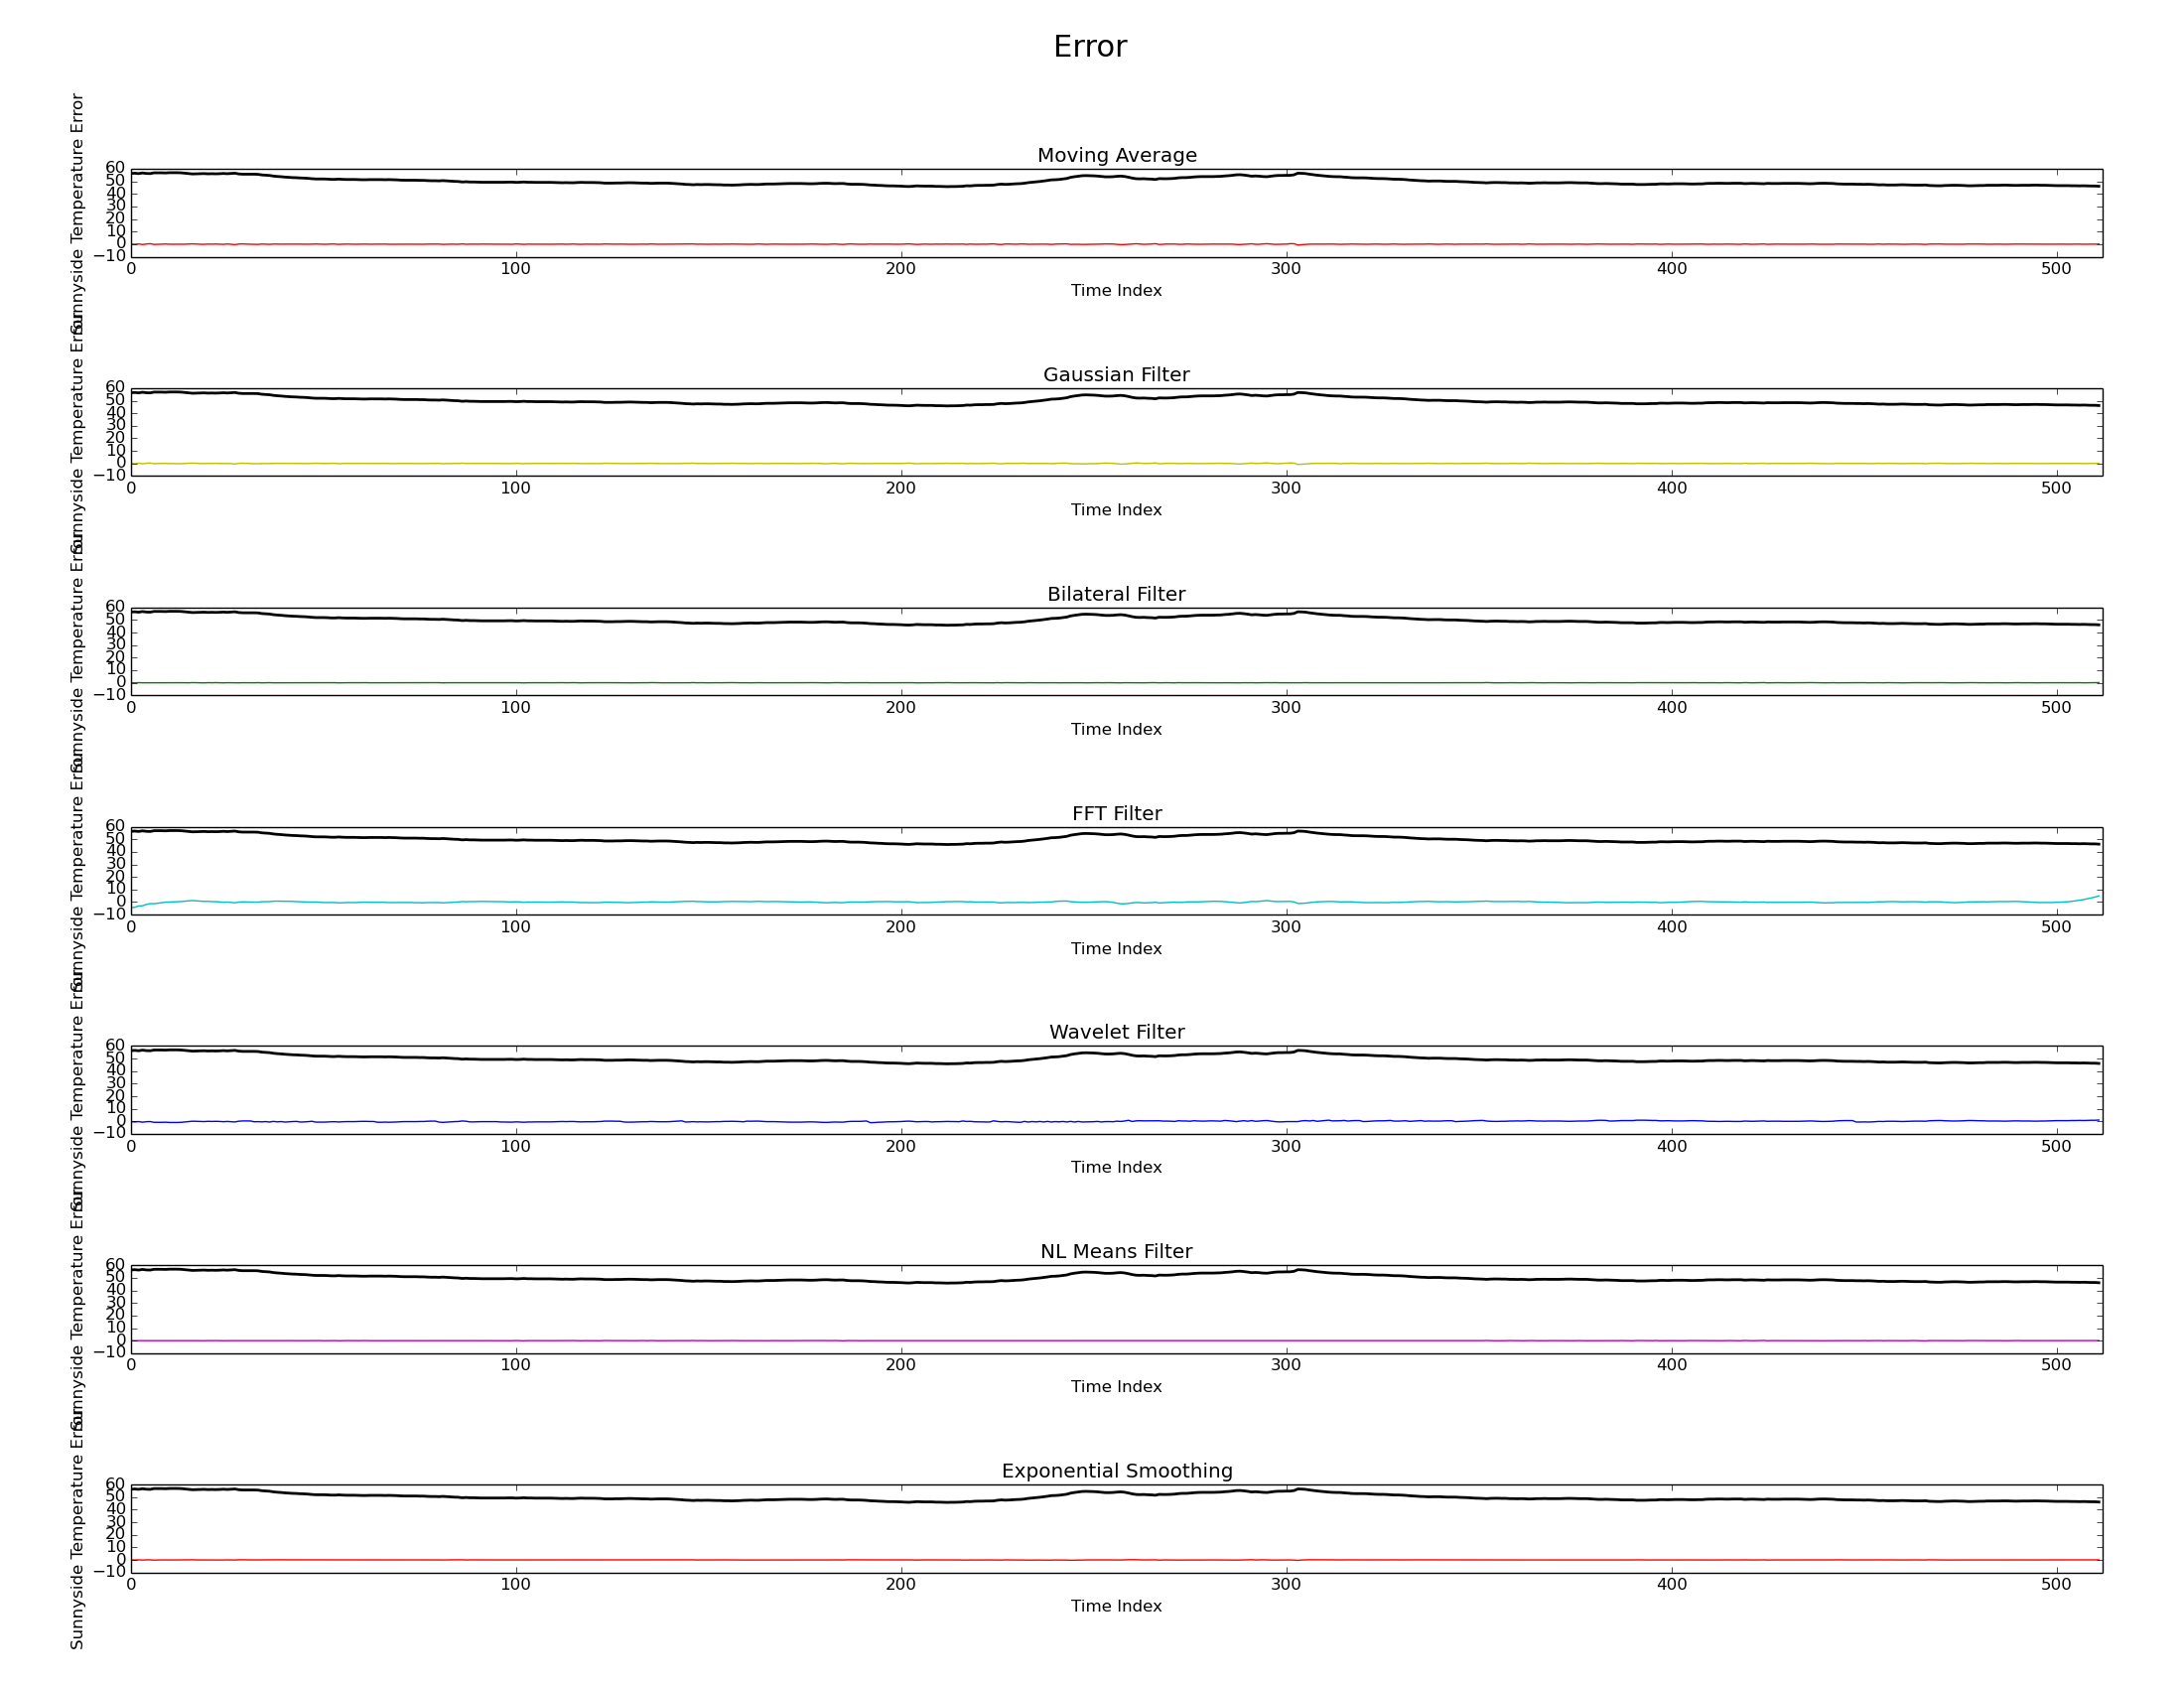 Error
Moving Average
Sunnyside Temperature Error
60
50
40
30
20
10
0
−10
0 100 200 300 400 500
Time Index
Gaussian Filter
Sunnyside Temperature Error
60
50
40
30
20
10
0
−10
0 100 200 300 400 500
Time Index
Bilateral Filter
Sunnyside Temperature Error
60
50
40
30
20
10
0
−10
0 100 200 300 400 500
Time Index
FFT Filter
Sunnyside Temperature Error
60
50
40
30
20
10
0
−10
0 100 200 300 400 500
Time Index
Wavelet Filter
Sunnyside Temperature Error
60
50
40
30
20
10
0
−10
0 100 200 300 400 500
Time Index
NL Means Filter
Sunnyside Temperature Error
60
50
40
30
20
10
0
−10
0 100 200 300 400 500
Time Index
Exponential Smoothing
Sunnyside Temperature Error
60
50
40
30
20
10
0
−10
0 100 200 300 400 500
Time Index